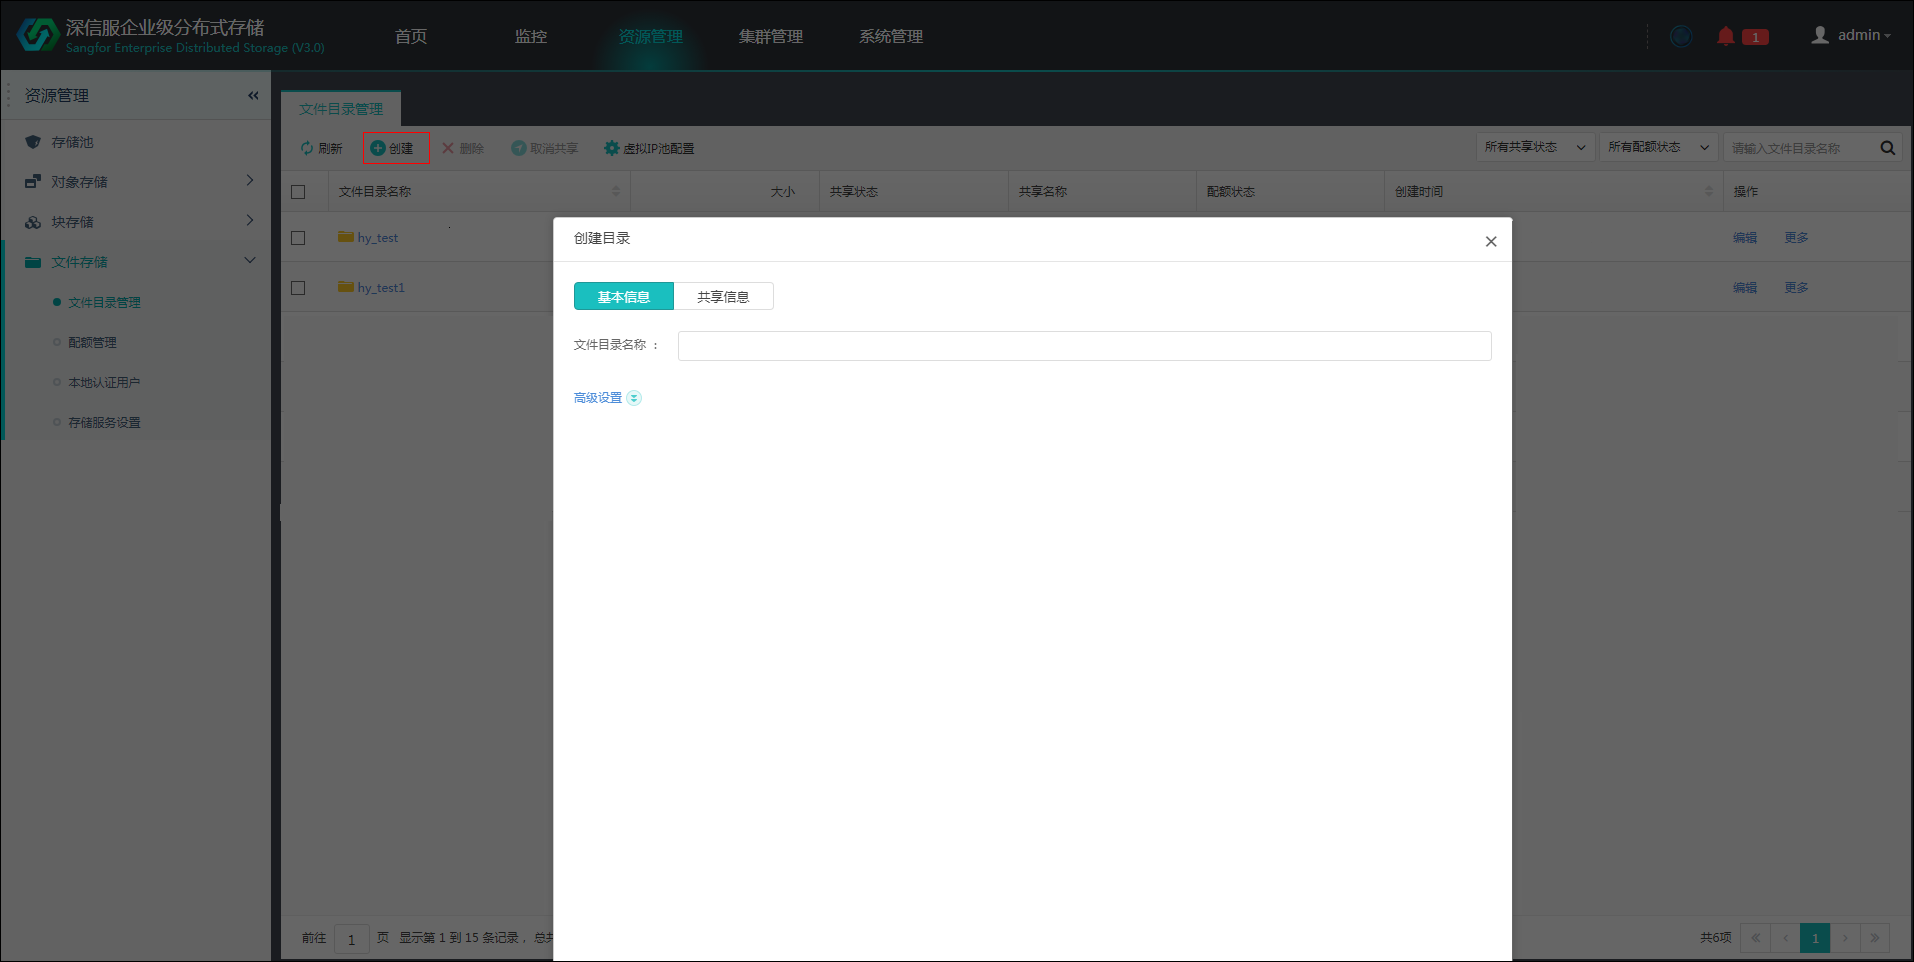 深信服企业级分布式存储
Sangfor Enterprise Distributed Storage (V3.0)
首页
监控
资源管理
集群管理
系统管理
1
admin
资源管理
存储池
对象存储
块存储
文件存储
文件目录管理
配额管理
本地认证用户
存储服务设置
文件目录管理
刷新
创建
删除
取消共享
虚拟IP池配置
所有共享状态
所有配额状态
请输入文件目录名称
文件目录名称
大小
共享状态
共享名称
配额状态
创建时间
操作
hy_test
编辑
更多
hy_test1
编辑
更多
创建目录
基本信息
共享信息
文件目录名称 :
高级设置
前往 1 页 显示第 1 到 15 条记录， 总共
共6项
1